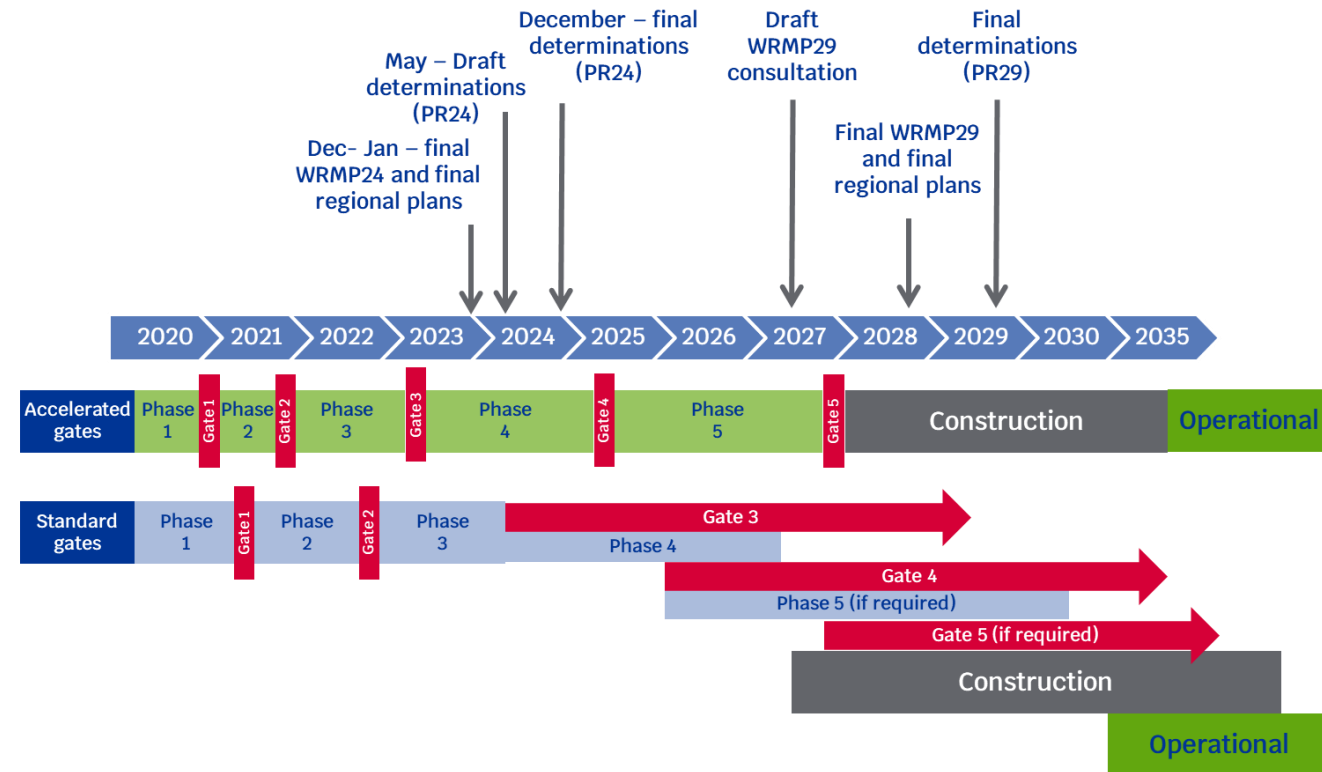 December – final
determinations
(PR24)
Draft
WRMP29
consultation
Final
determinations
(PR29)
May – Draft
determinations
(PR24)
Dec- Jan – final
WRMP24 and final
regional plans
Final WRMP29
and final
regional plans
2020 2021 2022 2023 2024 2025 2026 2027 2028 2029 2030 2035
Accelerated
gates
Phase
1
Gate 1
Phase
2
Gate 2
Phase
3
Gate 3
Phase
4
Gate 4
Phase
5
Gate 5
Construction
Operational
Standard
gates
Phase
1
Gate 1
Phase
2
Gate 2
Phase
3
Gate 3
Phase 4
Gate 4
Phase 5 (if required)
Gate 5 (if required)
Construction
Operational